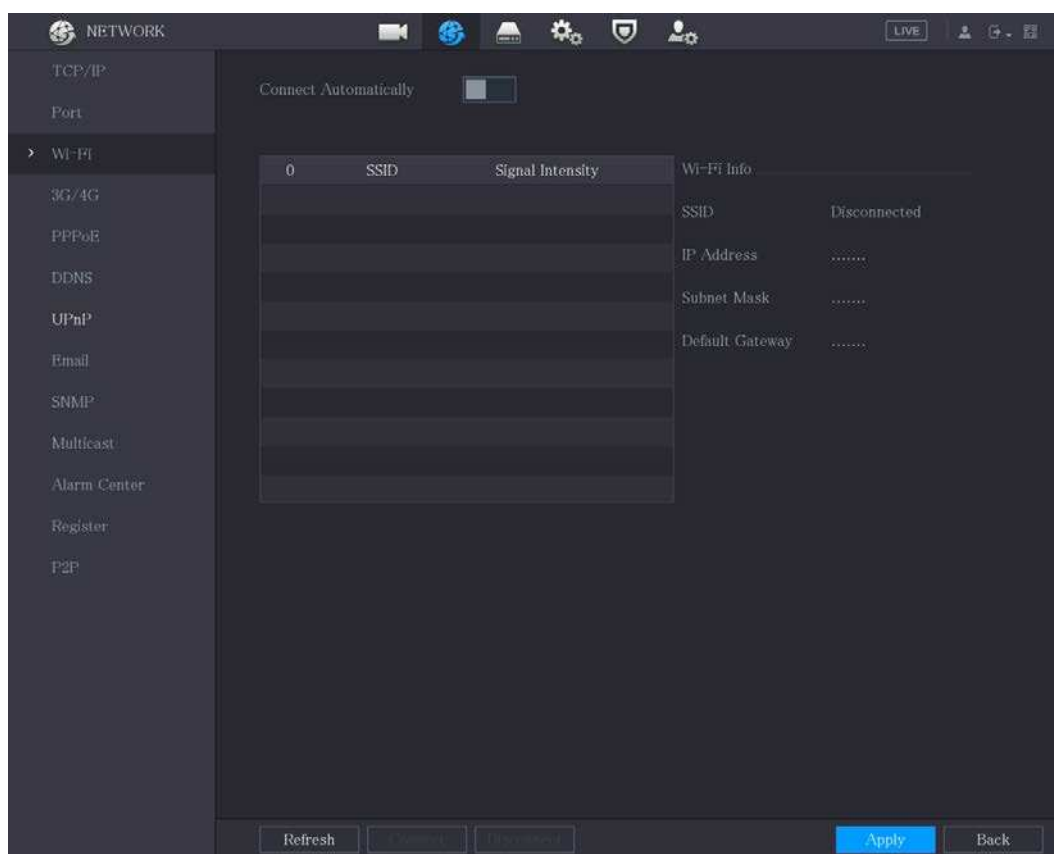 NETWORK
LIVE
TCP/IP
Port
Wi-Fi
3G/4G
PPPoE
DDNS
UPnP
Email
SNMP
Multicast
Alarm Center
Register
P2P
Connect Automatically
0 SSID Signal Intensity
Wi-Fi Info
SSID Disconnected
IP Address .......
Subnet Mask .......
Default Gateway .......
Refresh Connect Disconnect Apply Back